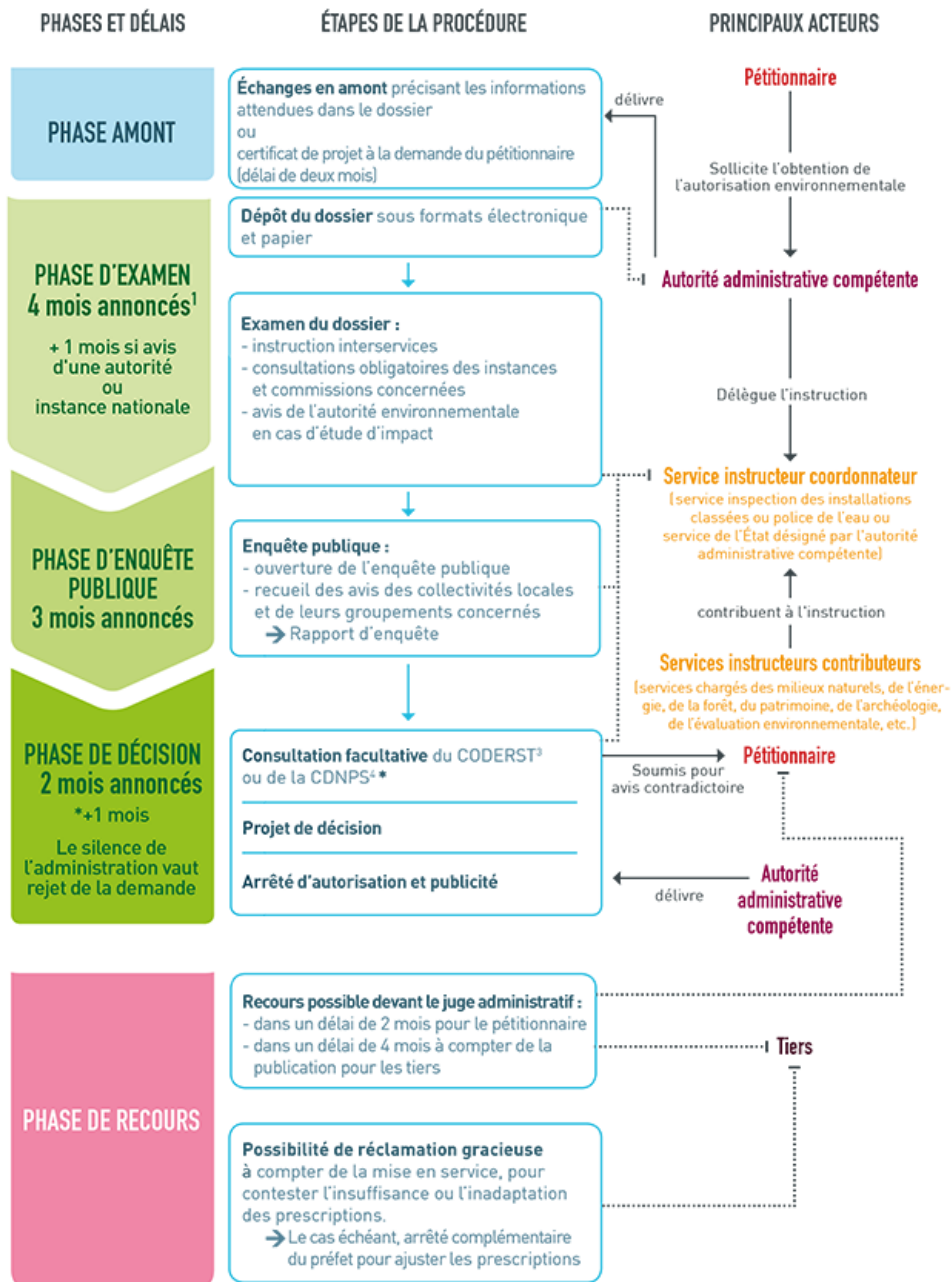 PHASES ET DÉLAIS
ÉTAPES DE LA PROCÉDURE
PRINCIPAUX ACTEURS
PHASE AMONT
Échanges en amont précisant les informations
attendues dans le dossier
ou
certificat de projet à la demande du pétitionnaire
(délai de deux mois)
délivre
Pétitionnaire
Sollicite l'obtention de
l'autorisation environnementale
Dépôt du dossier sous formats électronique
et papier
Autorité administrative compétente
PHASE D'EXAMEN
4 mois annoncés¹
+ 1 mois si avis
d'une autorité
ou
instance nationale
Examen du dossier :
- instruction interservices
- consultations obligatoires des instances
et commissions concernées
- avis de l'autorité environnementale
en cas d'étude d'impact
Délègue l'instruction
Service instructeur coordonnateur
(service inspection des installations
classées ou police de l'eau ou
service de l'État désigné par l'autorité
administrative compétente)
PHASE D'ENQUÊTE
PUBLIQUE
3 mois annoncés
Enquête publique :
- ouverture de l'enquête publique
- recueil des avis des collectivités locales
et de leurs groupements concernés
→ Rapport d'enquête
contribuent à l'instruction
Services instructeurs contributeurs
(services chargés des milieux naturels, de l'éner-
gie, de la forêt, du patrimoine, de l'archéologie,
de l'évaluation environnementale, etc.)
PHASE DE DÉCISION
2 mois annoncés
*+1 mois
Le silence de
l'administration vaut
rejet de la demande
Consultation facultative du CODERST³
ou de la CDNPS⁴ *
Projet de décision
Arrêté d'autorisation et publicité
Soumis pour
avis contradictoire
Pétitionnaire
délivre
Autorité
administrative
compétente
PHASE DE RECOURS
Recours possible devant le juge administratif :
- dans un délai de 2 mois pour le pétitionnaire
- dans un délai de 4 mois à compter de la
publication pour les tiers
Tiers
Possibilité de réclamation gracieuse
à compter de la mise en service, pour
contester l'insuffisance ou l'inadaptation
des prescriptions.
→ Le cas échéant, arrêté complémentaire
du préfet pour ajuster les prescriptions